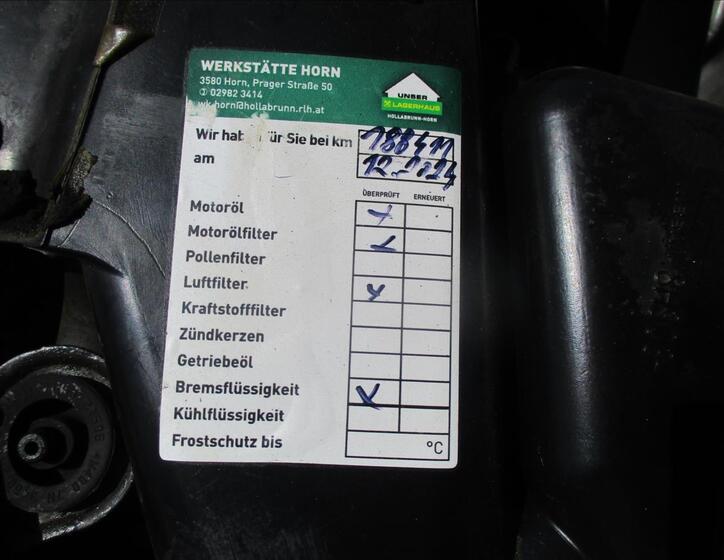 WERKSTÄTTE HORN
3580 Horn, Prager Straße 50
✆ 02982 3414
wk.horn@hollabrunn.rlh.at
UNSER
LAGERHAUS
HOLLABRUNN-HORN
Wir haben für Sie bei km 188411
am
ÜBERPRÜFT ERNEUERT
Motoröl
Motorölfilter
Pollenfilter
Luftfilter
Kraftstofffilter
Zündkerzen
Getriebeöl
Bremsflüssigkeit
Kühlflüssigkeit
Frostschutz bis °C